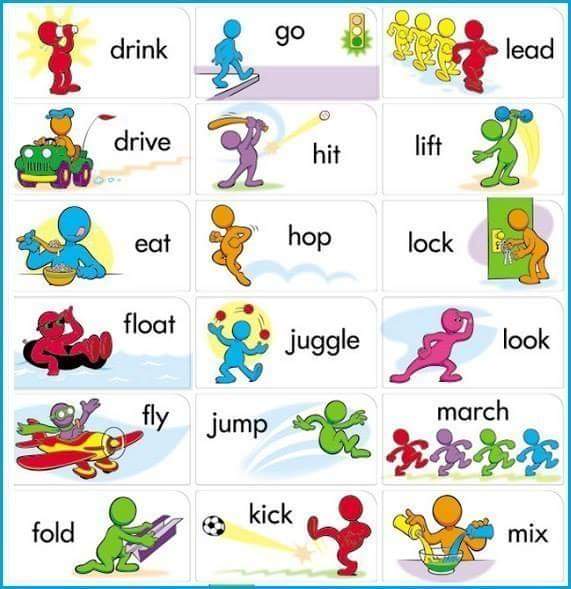 drink
go
lead
drive
hit
lift
eat
hop
lock
float
juggle
look
fly
jump
march
fold
kick
mix